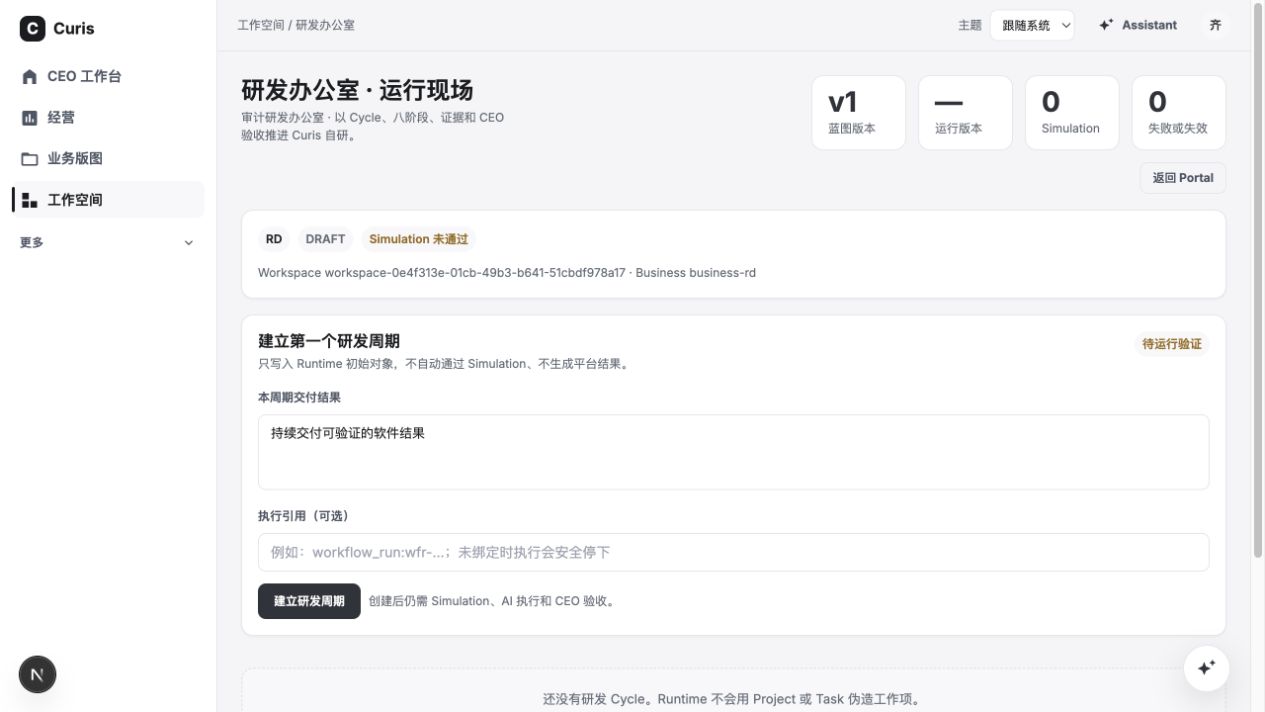 C Curis
CEO 工作台
经营
业务版图
工作空间
更多
N
工作空间 / 研发办公室
主题
跟随系统
Assistant
齐
研发办公室 · 运行现场
审计研发办公室 · 以 Cycle、八阶段、证据和 CEO
验收推进 Curis 自研。
v1
蓝图版本
—
运行版本
0
Simulation
0
失败或失效
返回 Portal
RD DRAFT Simulation 未通过
Workspace workspace-0e4f313e-01cb-49b3-b641-51cbdf978a17 · Business business-rd
建立第一个研发周期
待运行验证
只写入 Runtime 初始对象，不自动通过 Simulation、不生成平台结果。
本周期交付结果
持续交付可验证的软件结果
执行引用（可选）
例如：workflow_run:wfr-...；未绑定时执行会安全停下
建立研发周期 创建后仍需 Simulation、AI 执行和 CEO 验收。
还没有研发 Cycle。Runtime 不会用 Project 或 Task 伪造工作项。